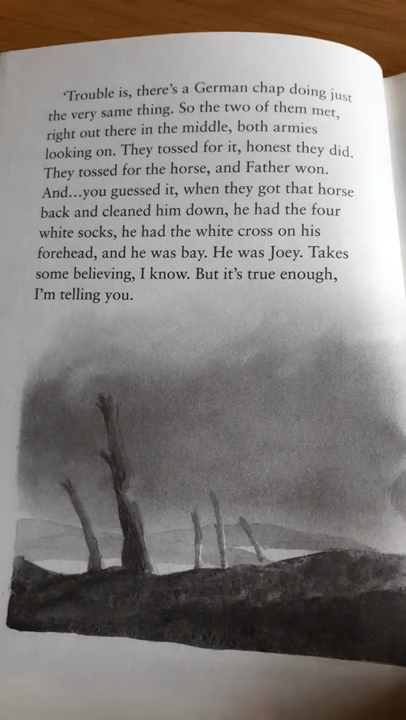 ‘Trouble is, there’s a German chap doing just
the very same thing. So the two of them met,
right out there in the middle, both armies
looking on. They tossed for it, honest they did.
They tossed for the horse, and Father won.
And…you guessed it, when they got that horse
back and cleaned him down, he had the four
white socks, he had the white cross on his
forehead, and he was bay. He was Joey. Takes
some believing, I know. But it’s true enough,
I’m telling you.